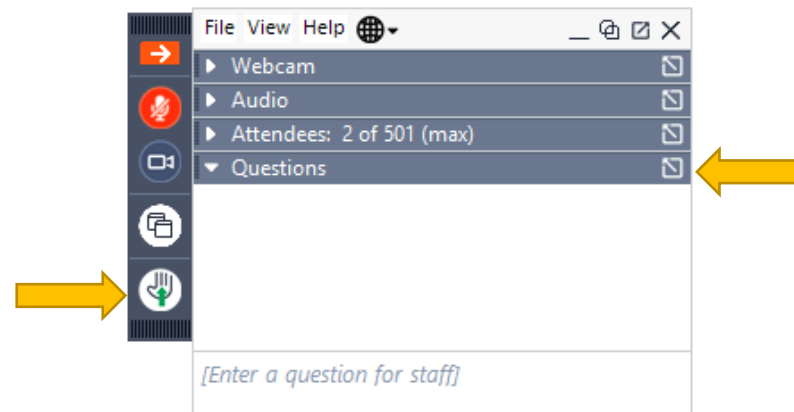 File View Help
Webcam
Audio
Attendees: 2 of 501 (max)
Questions
[Enter a question for staff]